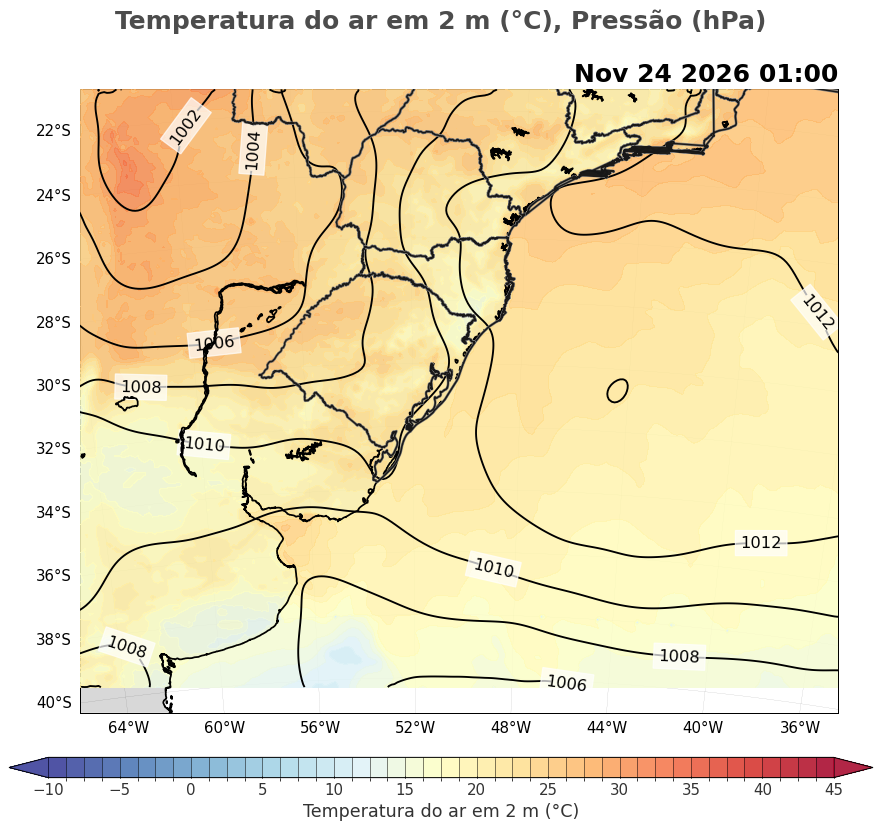 Temperatura do ar em 2 m (°C), Pressão (hPa)
Nov 24 2026 01:00
22°S
24°S
26°S
28°S
30°S
32°S
34°S
36°S
38°S
40°S
1002
1004
1006
1008
1010
1012
1012
1010
1008
1008
1006
64°W
60°W
56°W
52°W
48°W
44°W
40°W
36°W
−10
−5
0
5
10
15
20
25
30
35
40
45
Temperatura do ar em 2 m (°C)